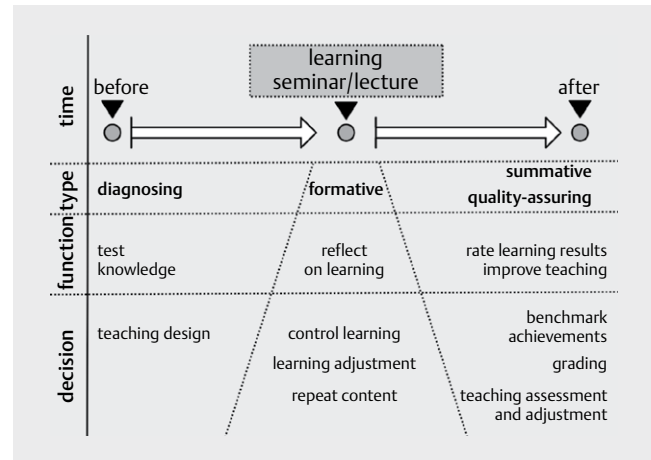 learning
seminar/lecture
before
after
time
type
diagnosing
formative
summative
quality-assuring
function
test
knowledge
reflect
on learning
rate learning results
improve teaching
decision
teaching design
control learning
learning adjustment
repeat content
benchmark
achievements
grading
teaching assessment
and adjustment